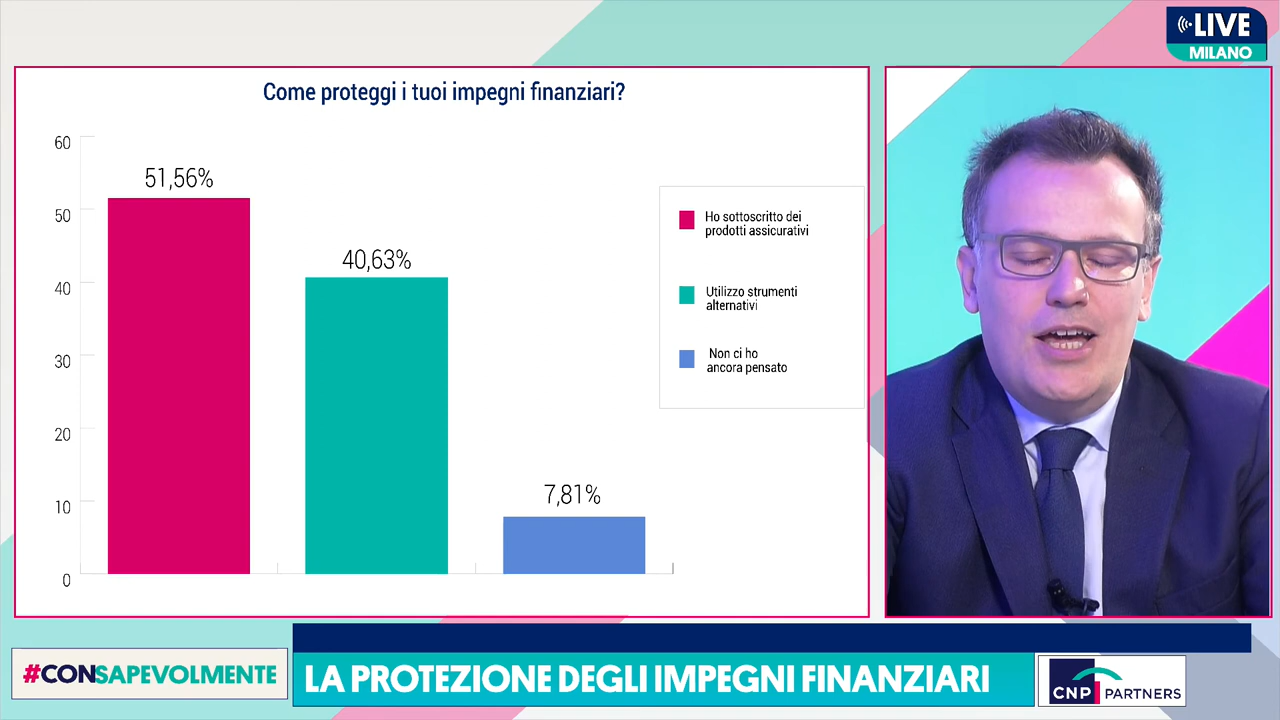 LIVE
MILANO
Come proteggi i tuoi impegni finanziari?
60
50
40
30
20
10
0
51,56%
40,63%
7,81%
Ho sottoscritto dei
prodotti assicurativi
Utilizzo strumenti
alternativi
Non ci ho
ancora pensato
#CONSAPEVOLMENTE
LA PROTEZIONE DEGLI IMPEGNI FINANZIARI
CNP PARTNERS